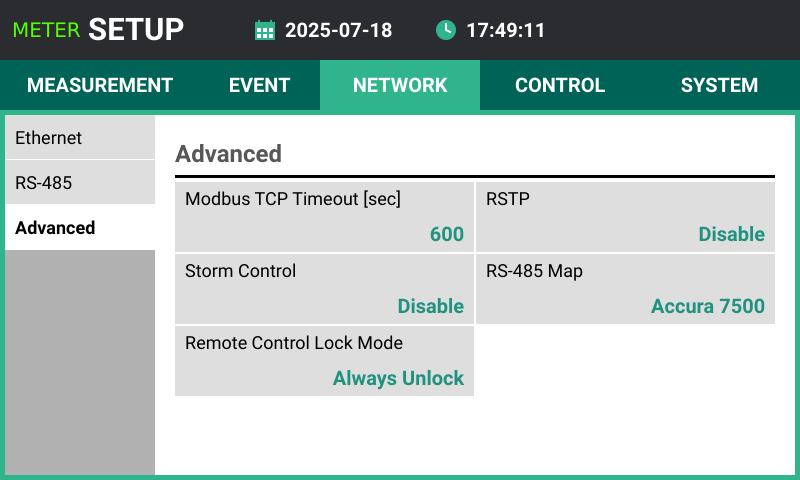 METER SETUP 2025-07-18 17:49:11
MEASUREMENT EVENT NETWORK CONTROL SYSTEM
Ethernet
RS-485
Advanced
Advanced
Modbus TCP Timeout [sec]
600
RSTP
Disable
Storm Control
Disable
RS-485 Map
Accura 7500
Remote Control Lock Mode
Always Unlock